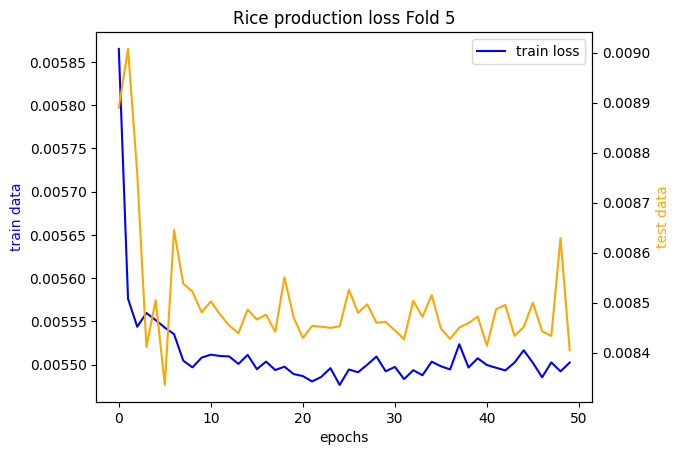 Rice production loss Fold 5
train loss
train data
0.00585
0.00580
0.00575
0.00570
0.00565
0.00560
0.00555
0.00550
0.0090
0.0089
0.0088
0.0087
0.0086
0.0085
0.0084
test data
0 10 20 30 40 50
epochs